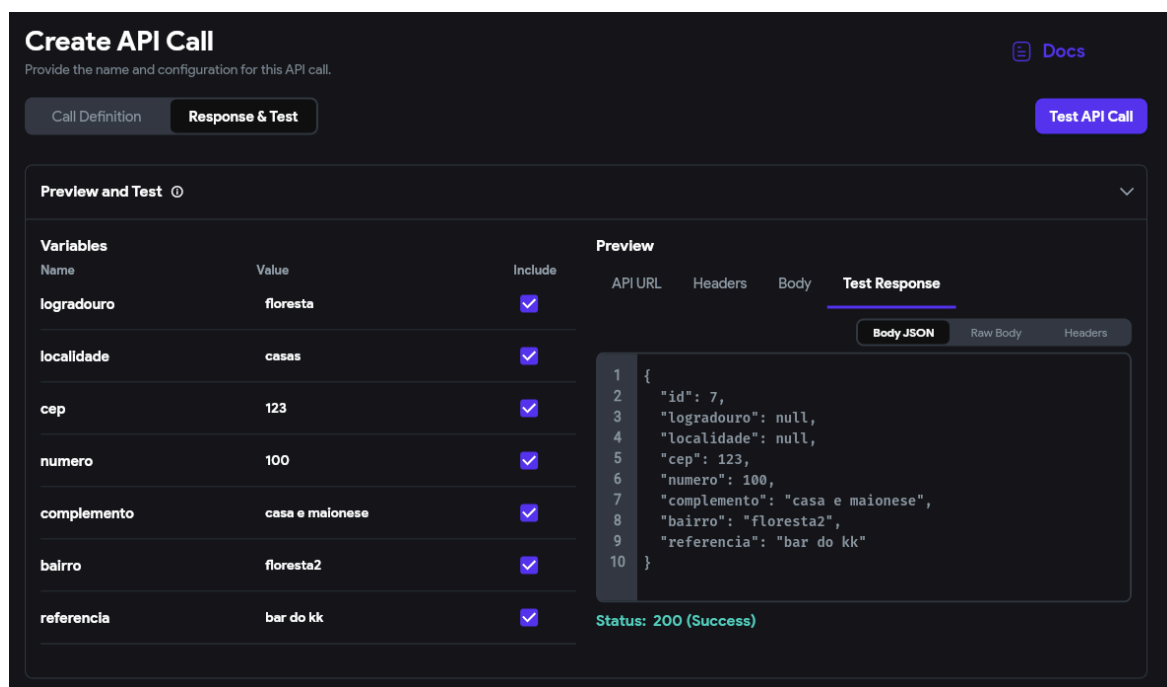 Create API Call
Docs
Provide the name and configuration for this API call.
Call Definition
Response & Test
Test API Call
Preview and Test
Variables
Name Value Include
logradouro floresta
localidade casas
cep 123
numero 100
complemento casa e maionese
bairro floresta2
referencia bar do kk
Preview
API URL Headers Body Test Response
Body JSON Raw Body Headers
1 {
2 "id": 7,
3 "logradouro": null,
4 "localidade": null,
5 "cep": 123,
6 "numero": 100,
7 "complemento": "casa e maionese",
8 "bairro": "floresta2",
9 "referencia": "bar do kk"
10 }
Status: 200 (Success)